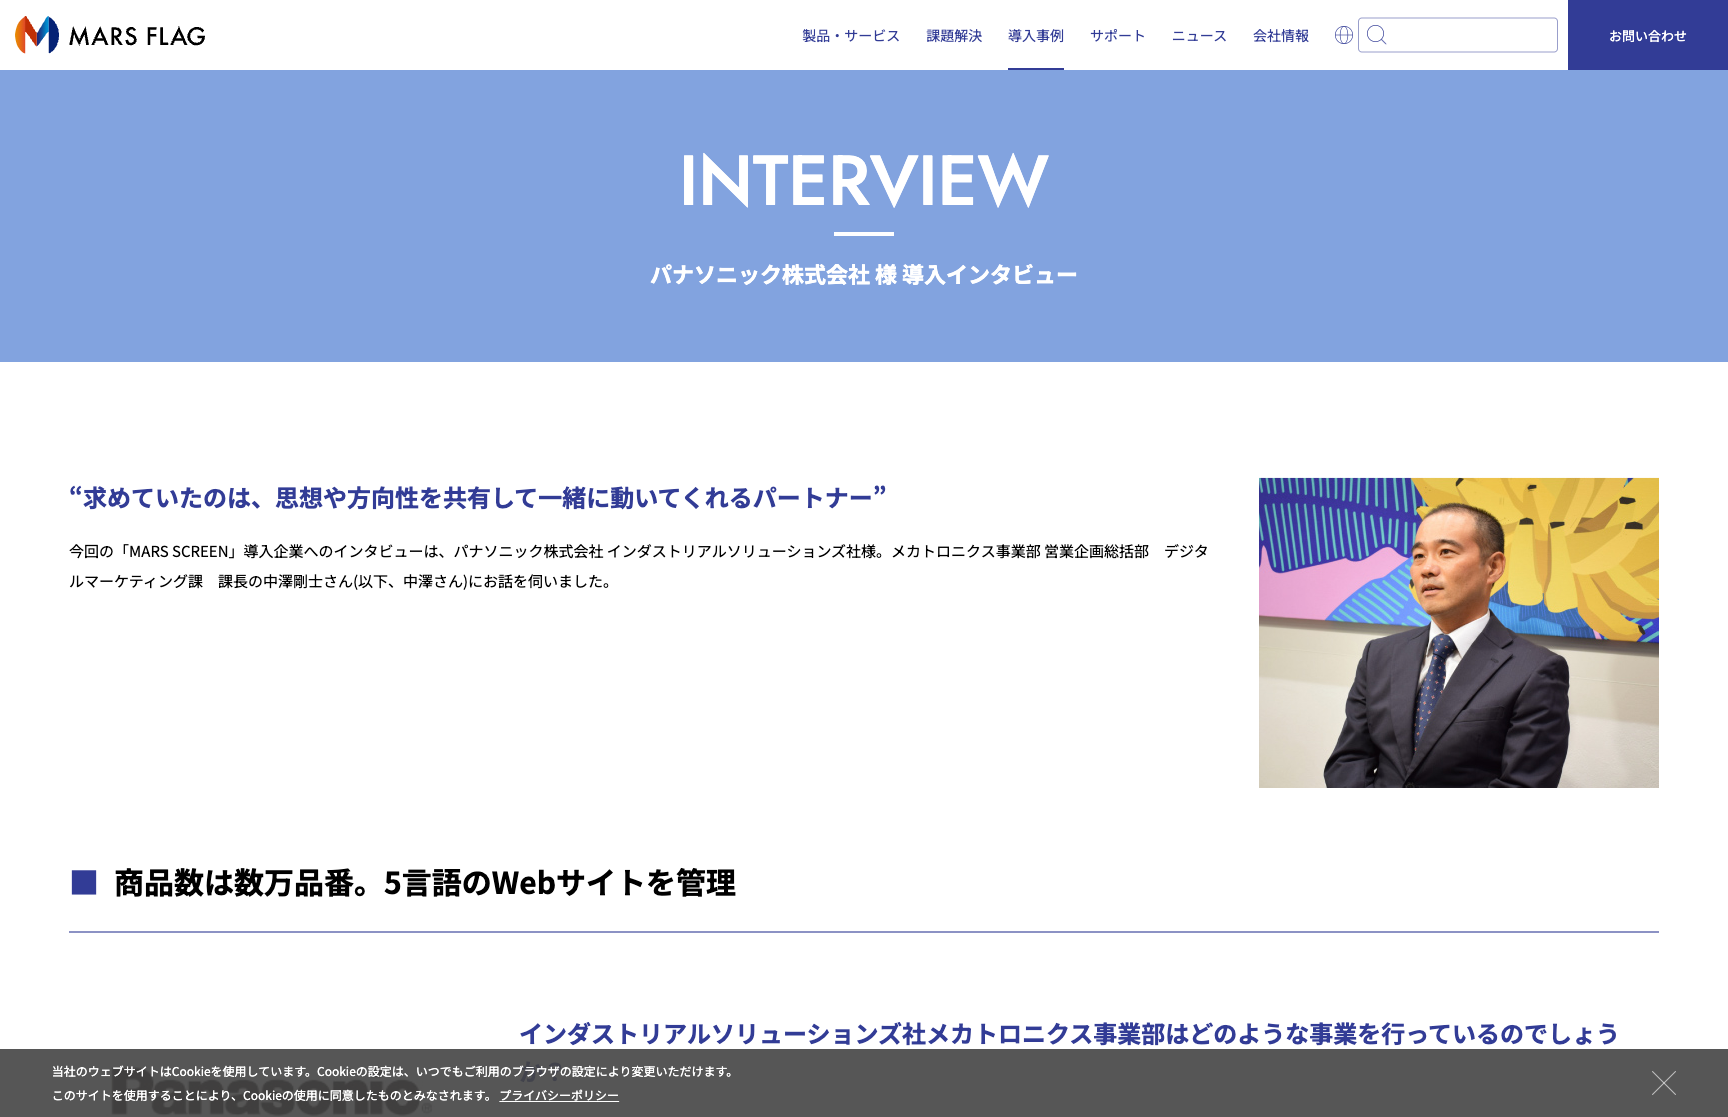 MARS FLAG
製品・サービス 課題解決 導入事例 サポート ニュース 会社情報 お問い合わせ
INTERVIEW
パナソニック株式会社 様 導入インタビュー
“求めていたのは、思想や方向性を共有して一緒に動いてくれるパートナー”
今回の「MARS SCREEN」導入企業へのインタビューは、パナソニック株式会社 インダストリアルソリューションズ社様。メカトロニクス事業部 営業企画総括部　デジタ
ルマーケティング課　課長の中澤剛士さん(以下、中澤さん)にお話を伺いました。
■ 商品数は数万品番。5言語のWebサイトを管理
インダストリアルソリューションズ社メカトロニクス事業部はどのような事業を行っているのでしょう
か？
Panasonic
当社のウェブサイトはCookieを使用しています。Cookieの設定は、いつでもご利用のブラウザの設定により変更いただけます。
このサイトを使用することにより、Cookieの使用に同意したものとみなされます。 プライバシーポリシー